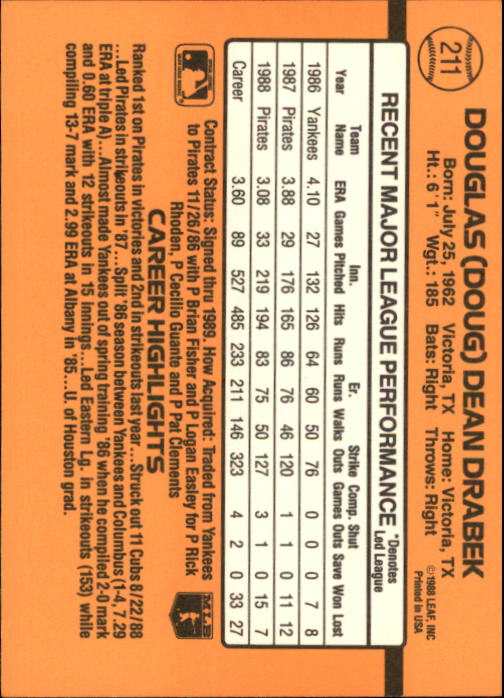 211
DOUGLAS (DOUG) DEAN DRABEK
Born: July 25, 1962 Victoria, TX Home: Victoria, TX
Ht.: 6'1" Wgt.: 185 Bats: Right Throws: Right
©1988 LEAF, INC
Printed in USA
RECENT MAJOR LEAGUE PERFORMANCE
*Denotes
Led League
Team Inn. Er. Strike Comp. Shut
Year Name ERA Games Pitched Hits Runs Runs Walks Outs Games Outs Save Won Lost
1986 Yankees 4.10 27 132 126 64 60 50 76 0 0 0 7 8
1987 Pirates 3.88 29 176 165 86 76 46 120 1 1 0 11 12
1988 Pirates 3.08 33 219 194 83 75 50 127 3 1 0 15 7
Career 3.60 89 527 485 233 211 146 323 4 2 0 33 27
Contract Status: Signed thru 1989. How Acquired: Traded from Yankees
to Pirates 11/26/86 with P Brian Fisher and P Logan Easley for P Rick
Rhoden, P Cecilio Guante and P Pat Clements
MLB
CAREER HIGHLIGHTS
Ranked 1st on Pirates in victories and 2nd in strikeouts last year...Struck out 11 Cubs 8/22/88
...Led Pirates in strikeouts in '87...Split '86 season between Yankees and Columbus (1-4, 7.29
ERA at triple A)...Almost made Yankees out of spring training '86 when he compiled 2-0 mark
and 0.60 ERA with 12 strikeouts in 15 innings...Led Eastern Lg. in strikeouts (153) while
compiling 13-7 mark and 2.99 ERA at Albany in '85...U. of Houston grad.